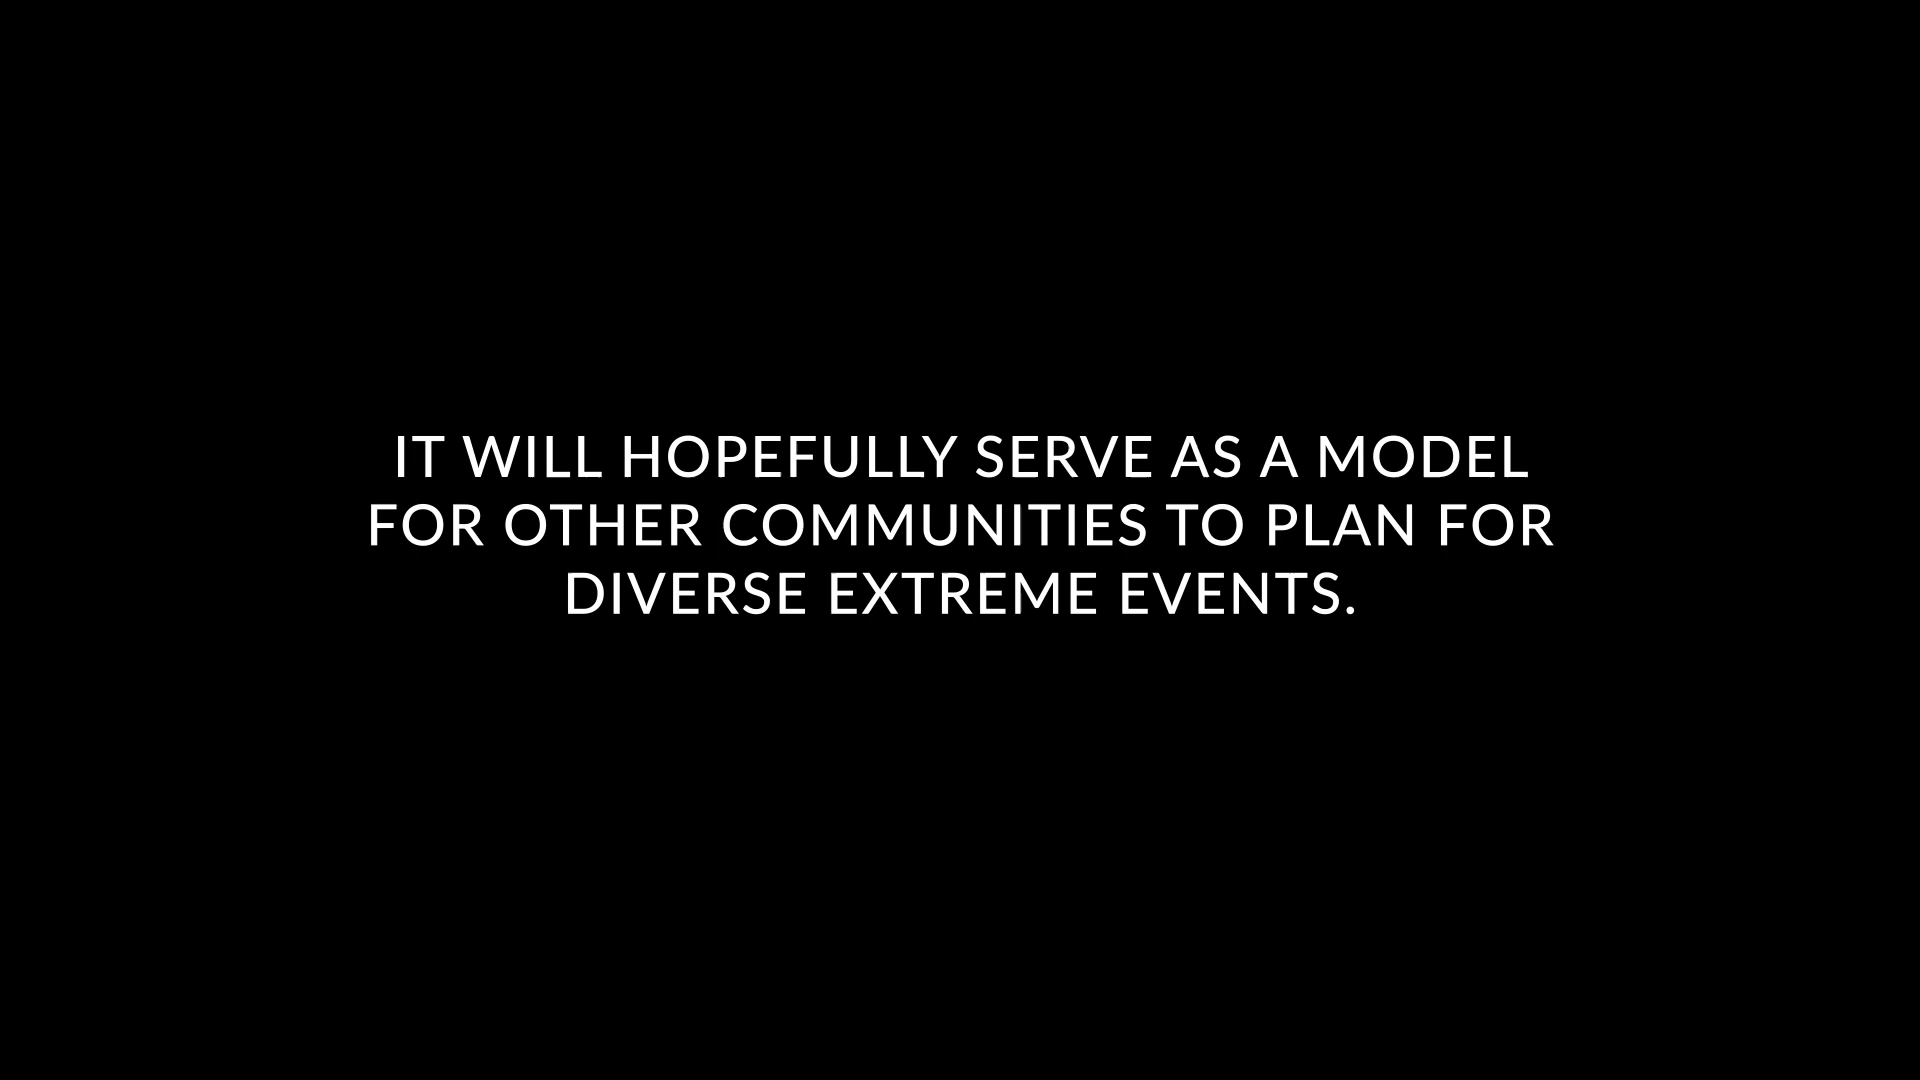 IT WILL HOPEFULLY SERVE AS A MODEL
FOR OTHER COMMUNITIES TO PLAN FOR
DIVERSE EXTREME EVENTS.